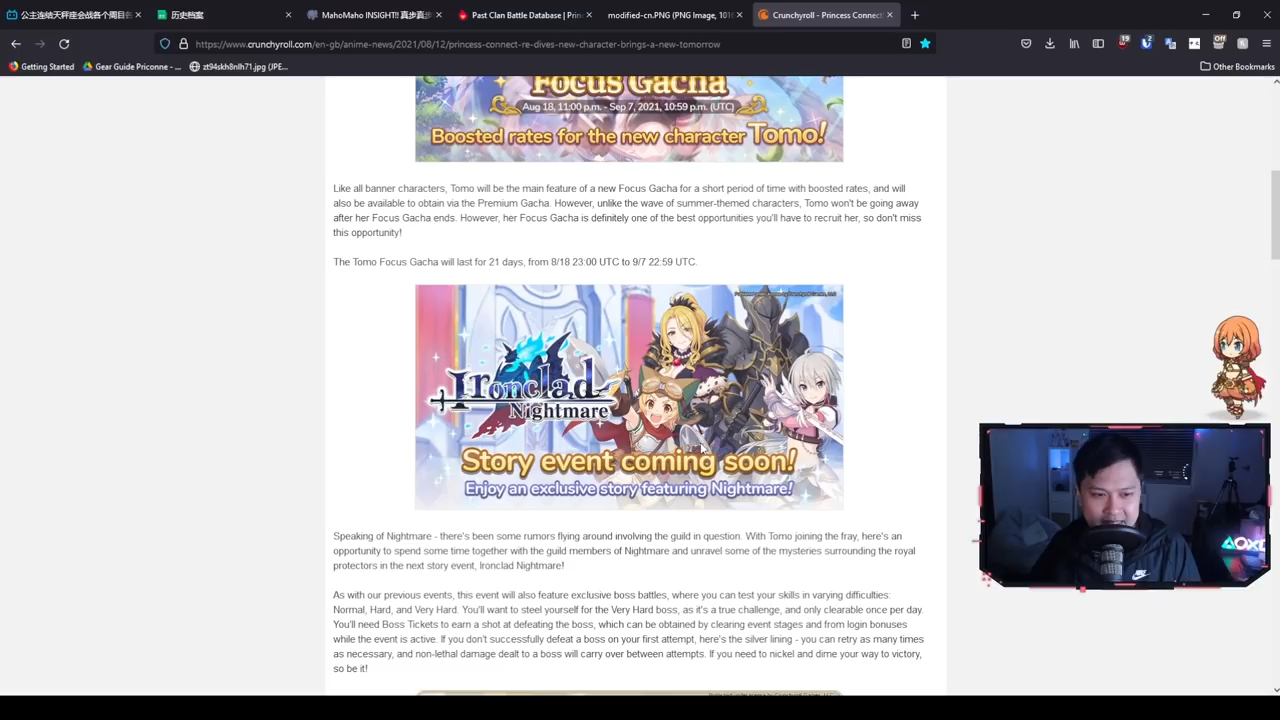 公主连结天秤座会战各个周目各
历史档案
MahoMaho INSIGHT!! 真步真步
Past Clan Battle Database | Prin
modified-cn.PNG (PNG Image, 101
Crunchyroll - Princess Connect
https://www.crunchyroll.com/en-gb/anime-news/2021/08/12/princess-connect-re-dives-new-character-brings-a-new-tomorrow
19
2
Off
Getting Started
Gear Guide Priconne - ...
zt94skh8nlh71.jpg (JPE...
Other Bookmarks
Focus Gacha
Aug 18, 11:00 p.m. - Sep 7, 2021, 10:59 p.m. (UTC)
Boosted rates for the new character Tomo!
Like all banner characters, Tomo will be the main feature of a new Focus Gacha for a short period of time with boosted rates, and will
also be available to obtain via the Premium Gacha. However, unlike the wave of summer-themed characters, Tomo won't be going away
after her Focus Gacha ends. However, her Focus Gacha is definitely one of the best opportunities you'll have to recruit her, so don't miss
this opportunity!
The Tomo Focus Gacha will last for 21 days, from 8/18 23:00 UTC to 9/7 22:59 UTC.
Ironclad
Nightmare
Story event coming soon!
Enjoy an exclusive story featuring Nightmare!
Speaking of Nightmare - there's been some rumors flying around involving the guild in question. With Tomo joining the fray, here's an
opportunity to spend some time together with the guild members of Nightmare and unravel some of the mysteries surrounding the royal
protectors in the next story event, Ironclad Nightmare!
As with our previous events, this event will also feature exclusive boss battles, where you can test your skills in varying difficulties:
Normal, Hard, and Very Hard. You'll want to steel yourself for the Very Hard boss, as it's a true challenge, and only clearable once per day.
You'll need Boss Tickets to earn a shot at defeating the boss, which can be obtained by clearing event stages and from login bonuses
while the event is active. If you don't successfully defeat a boss on your first attempt, here's the silver lining - you can retry as many times
as necessary, and non-lethal damage dealt to a boss will carry over between attempts. If you need to nickel and dime your way to victory,
so be it!